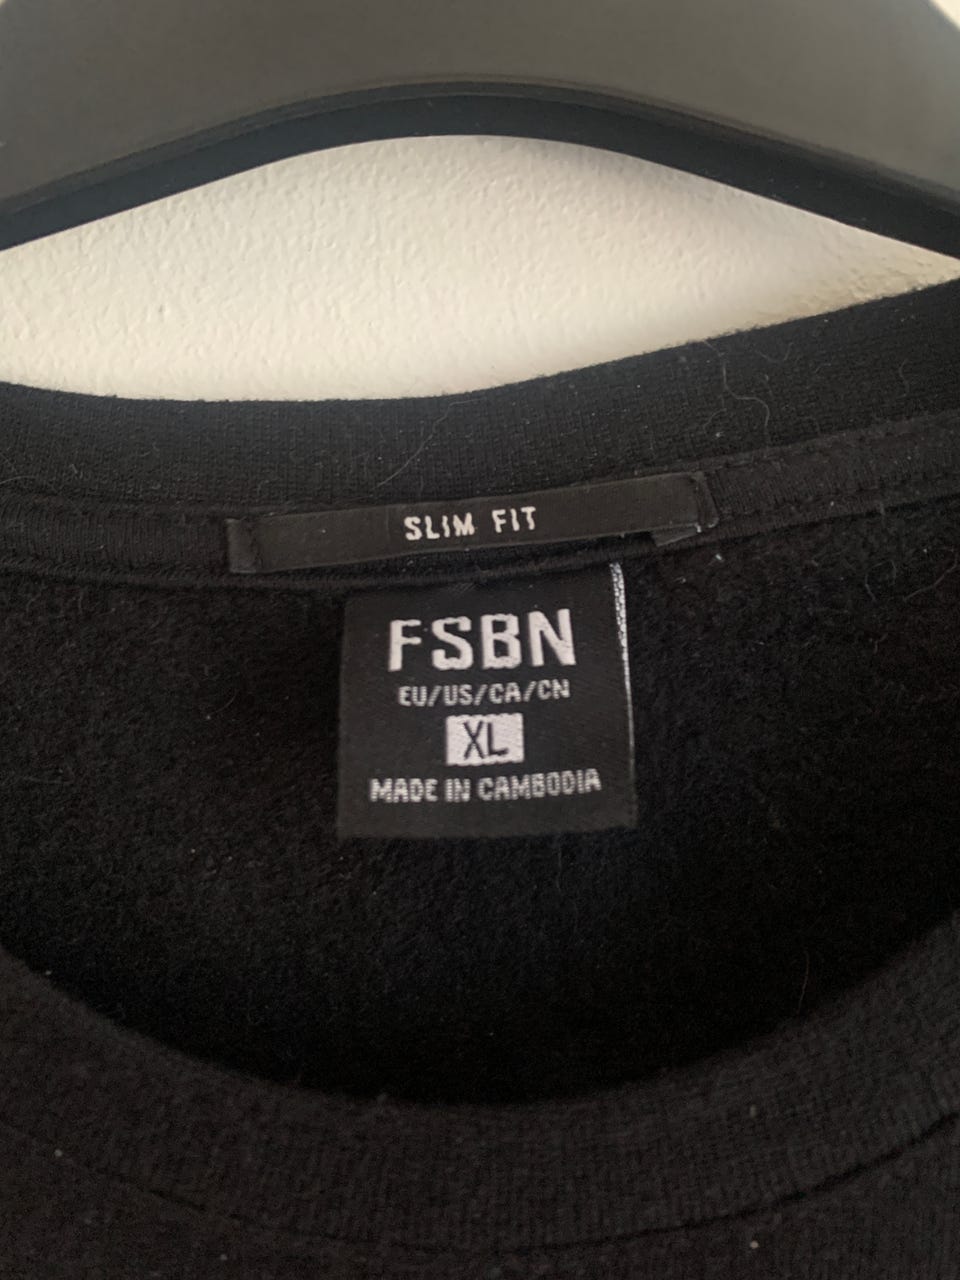 SLIM FIT
FSBN
EU/US/CA/CN
XL
MADE IN CAMBODIA